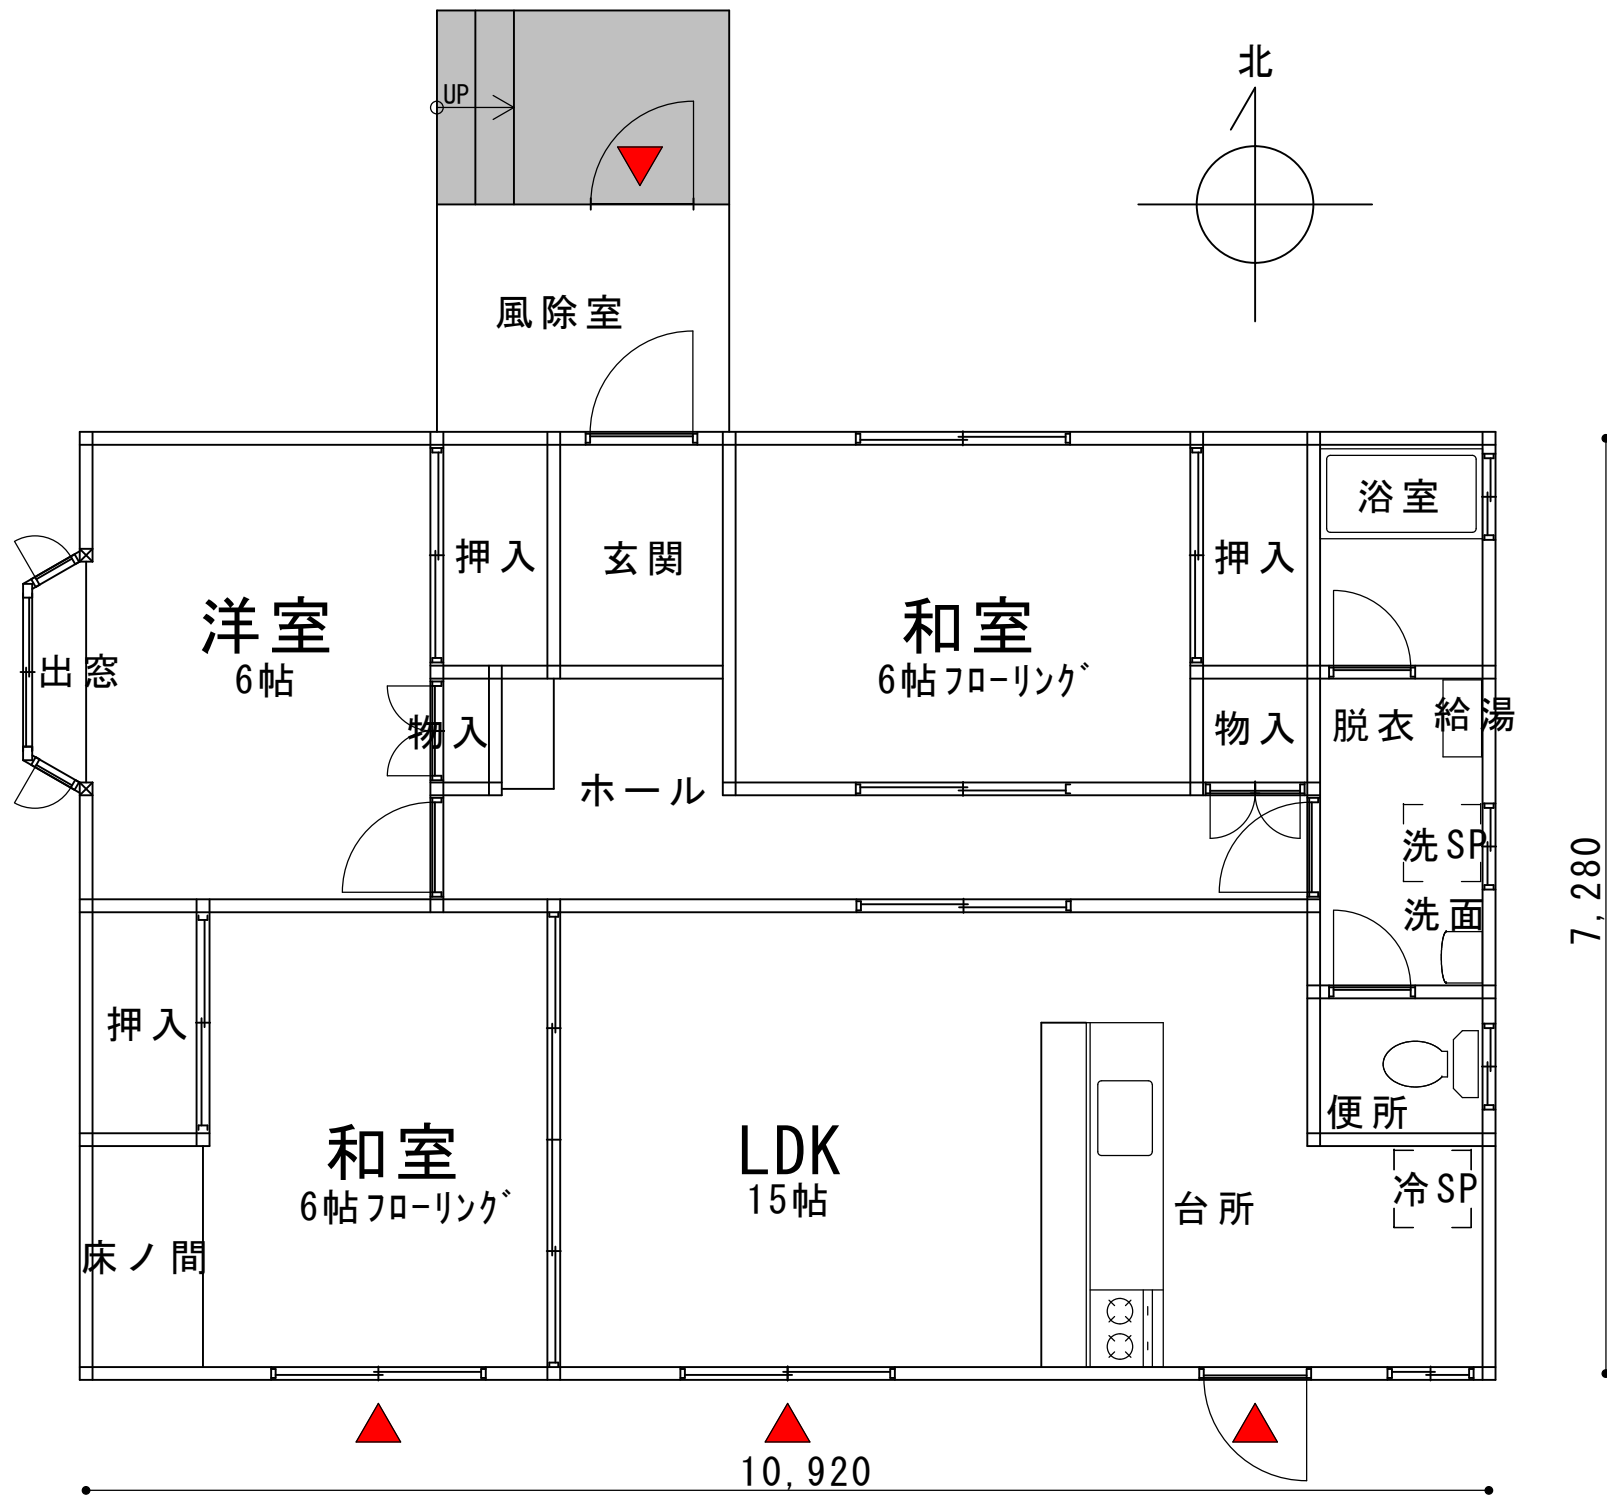 北
UP
風除室
浴室
押入
玄関
押入
洋室
6帖
和室
6帖フローリング
出窓
物入
物入
脱衣
給湯
ホール
洗SP
洗面
7,280
押入
便所
和室
6帖フローリング
LDK
15帖
台所
冷SP
床ノ間
10,920